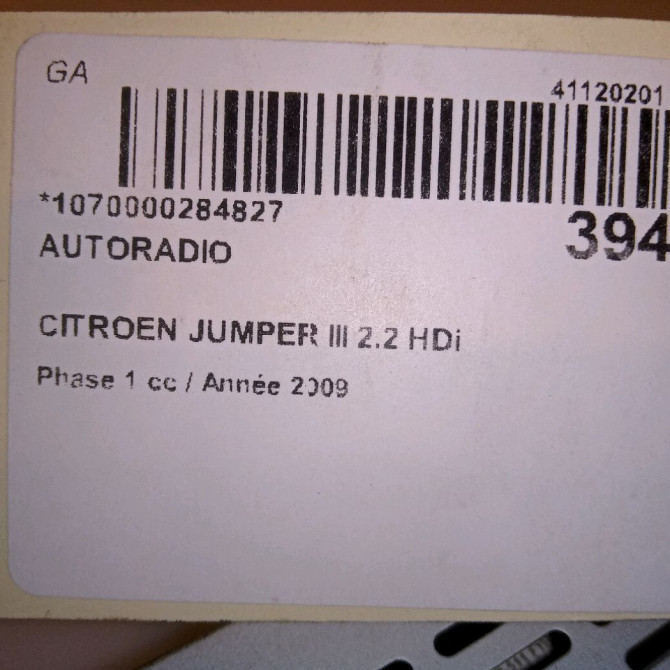 GA
41120201
*1070000284827
394
AUTORADIO
CITROEN JUMPER III 2.2 HDi
Phase 1 cc / Année 2009